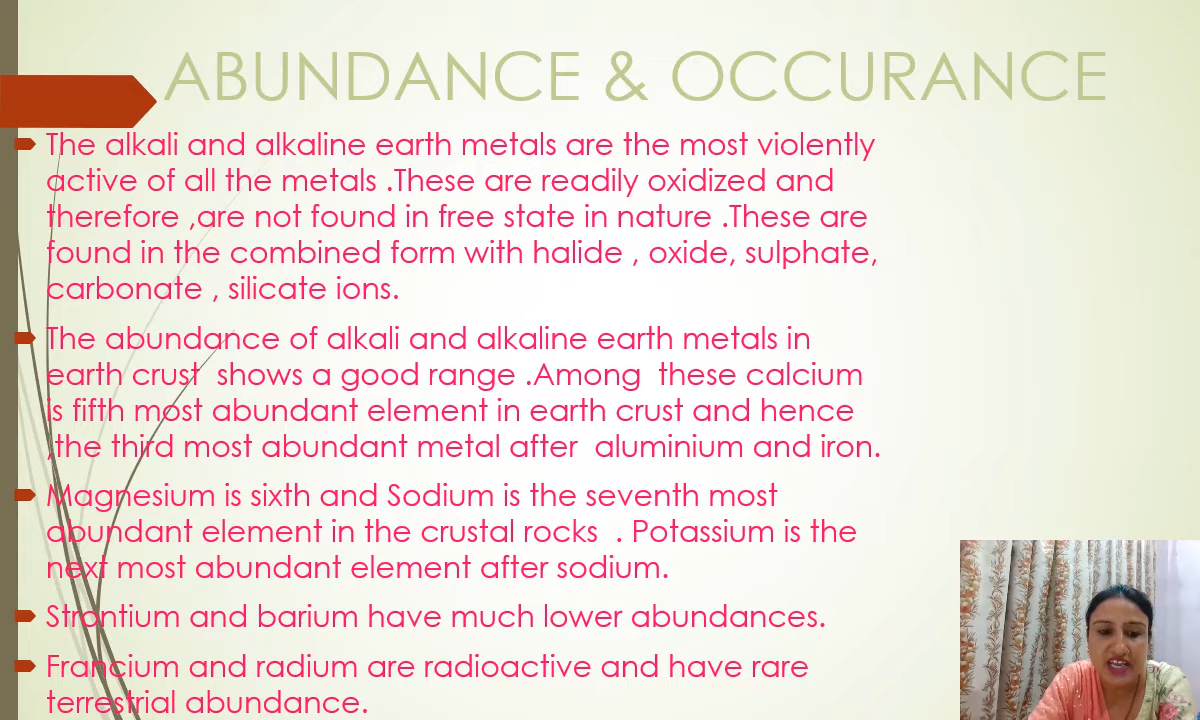 ABUNDANCE & OCCURANCE
The alkali and alkaline earth metals are the most violently
active of all the metals .These are readily oxidized and
therefore ,are not found in free state in nature .These are
found in the combined form with halide , oxide, sulphate,
carbonate , silicate ions.
The abundance of alkali and alkaline earth metals in
earth crust  shows a good range .Among  these calcium
is fifth most abundant element in earth crust and hence
,the third most abundant metal after  aluminium and iron.
Magnesium is sixth and Sodium is the seventh most
abundant element in the crustal rocks  . Potassium is the
next most abundant element after sodium.
Strontium and barium have much lower abundances.
Francium and radium are radioactive and have rare
terrestrial abundance.